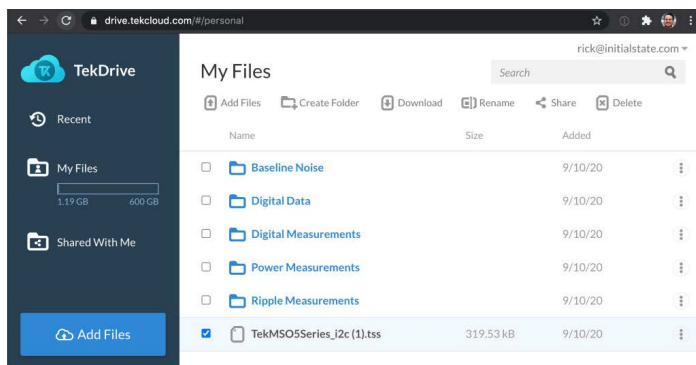 drive.tekcloud.com/#/personal
rick@initialstate.com
TK TekDrive
My Files
Search
Add Files Create Folder Download Rename Share Delete
Name Size Added
Recent
My Files
1.19 GB 600 GB
Shared With Me
Add Files
Baseline Noise 9/10/20
Digital Data 9/10/20
Digital Measurements 9/10/20
Power Measurements 9/10/20
Ripple Measurements 9/10/20
TekMSO5Series_i2c (1).tss 319.53 kB 9/10/20